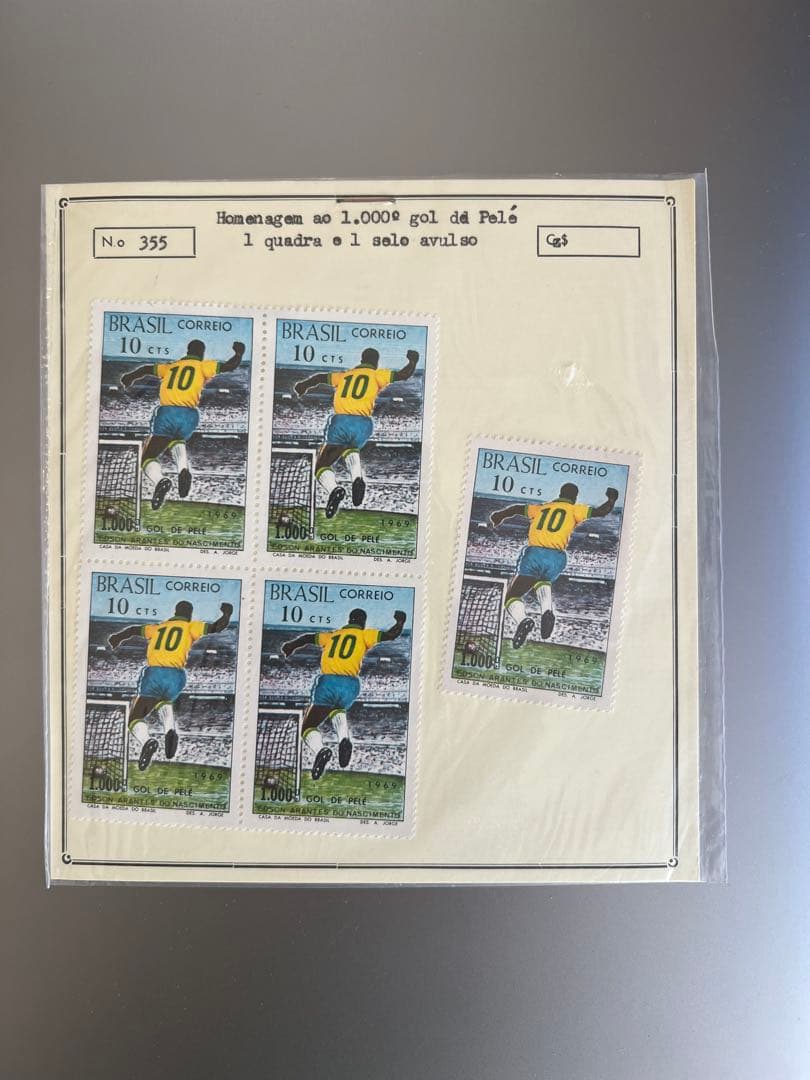 Homenagem ao 1.000º gol de Pelé
1 quadra e 1 selo avulso
N.o 355
Cz$
BRASIL CORREIO
10 CTS
10
1969
1.000º GOL DE PELÉ
EDSON ARANTES DO NASCIMENTO
CASA DA MOEDA DO BRASIL DES. A. JORGE
BRASIL CORREIO
10 CTS
10
1969
1.000º GOL DE PELÉ
EDSON ARANTES DO NASCIMENTO
CASA DA MOEDA DO BRASIL DES. A. JORGE
BRASIL CORREIO
10 CTS
10
1969
1.000º GOL DE PELÉ
EDSON ARANTES DO NASCIMENTO
CASA DA MOEDA DO BRASIL DES. A. JORGE
BRASIL CORREIO
10 CTS
10
1969
1.000º GOL DE PELÉ
EDSON ARANTES DO NASCIMENTO
CASA DA MOEDA DO BRASIL DES. A. JORGE
BRASIL CORREIO
10 CTS
10
1969
1.000º GOL DE PELÉ
EDSON ARANTES DO NASCIMENTO
CASA DA MOEDA DO BRASIL DES. A. JORGE